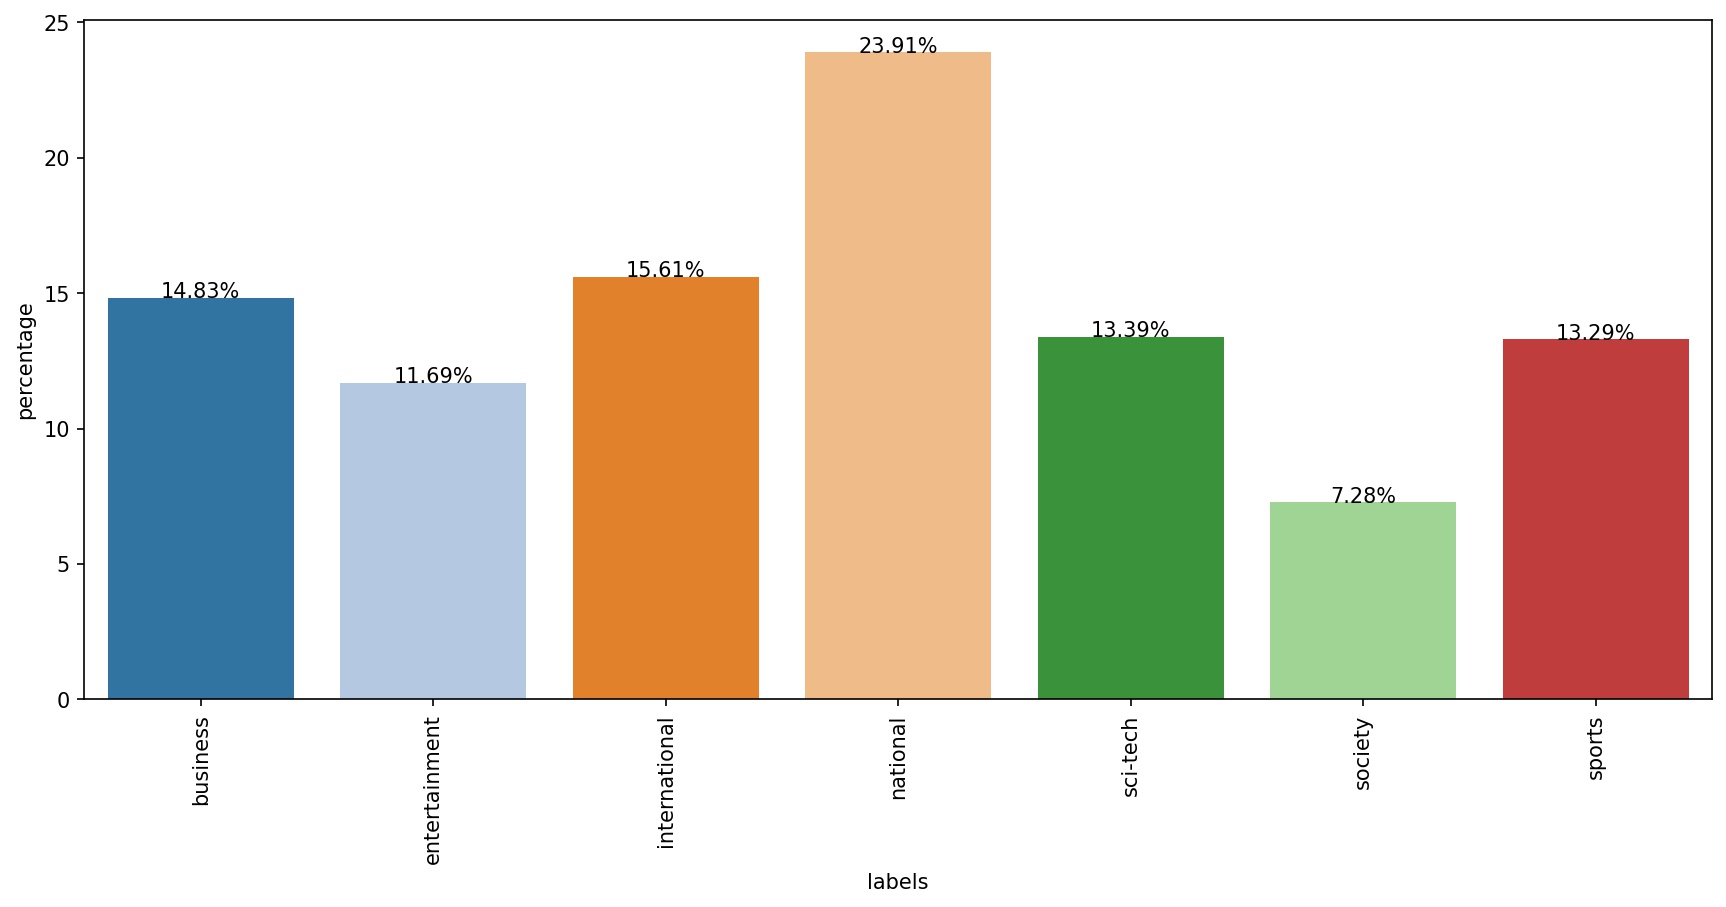 25
20
15
10
5
0
percentage
14.83%
11.69%
15.61%
23.91%
13.39%
7.28%
13.29%
business
entertainment
international
national
sci-tech
society
sports
labels